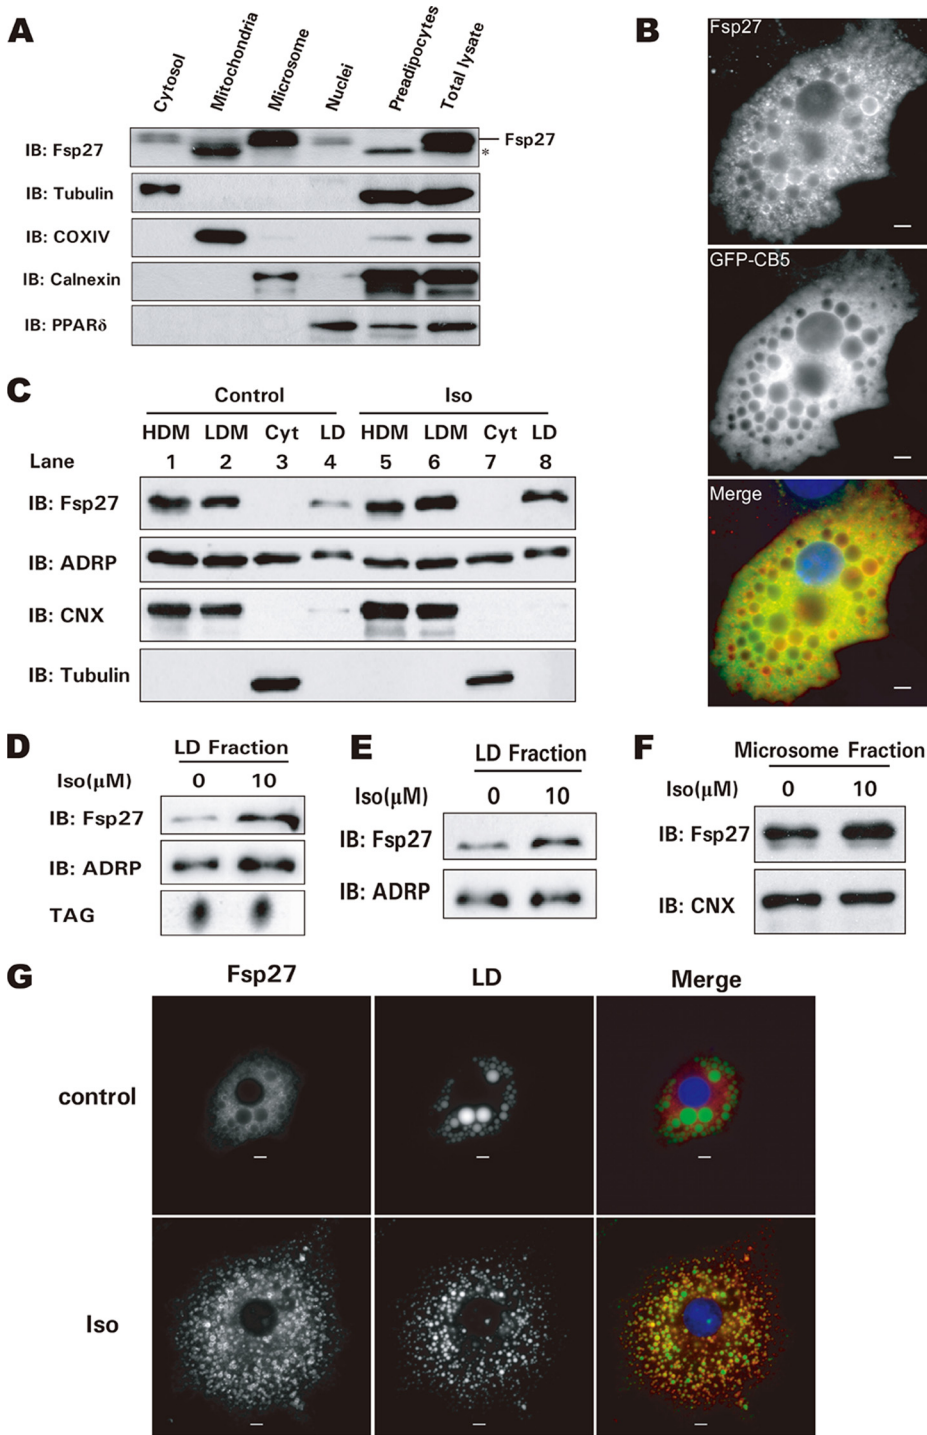 A
Cytosol
Mitochondria
Microsome
Nuclei
Preadipocytes
Total lysate
IB: Fsp27
Fsp27
*
IB: Tubulin
IB: COXIV
IB: Calnexin
IB: PPARδ
B
Fsp27
GFP-CB5
Merge
C
Control Iso
HDM LDM Cyt LD HDM LDM Cyt LD
Lane 1 2 3 4 5 6 7 8
IB: Fsp27
IB: ADRP
IB: CNX
IB: Tubulin
D
LD Fraction
Iso(μM) 0 10
IB: Fsp27
IB: ADRP
TAG
E
LD Fraction
Iso(μM) 0 10
IB: Fsp27
IB: ADRP
F
Microsome Fraction
Iso(μM) 0 10
IB: Fsp27
IB: CNX
G
Fsp27 LD Merge
control
Iso